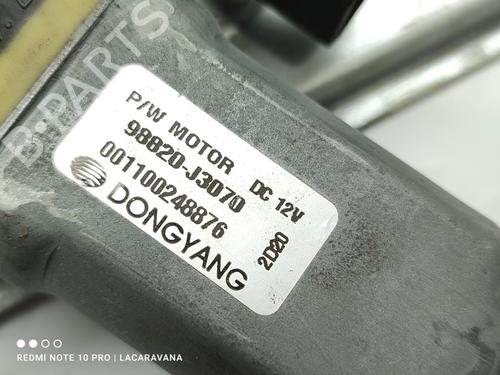 B-PARTS
P/W MOTOR DC 12V
98820-J3070
001100248876 2D20
DONGYANG
REDMI NOTE 10 PRO | LACARAVANA